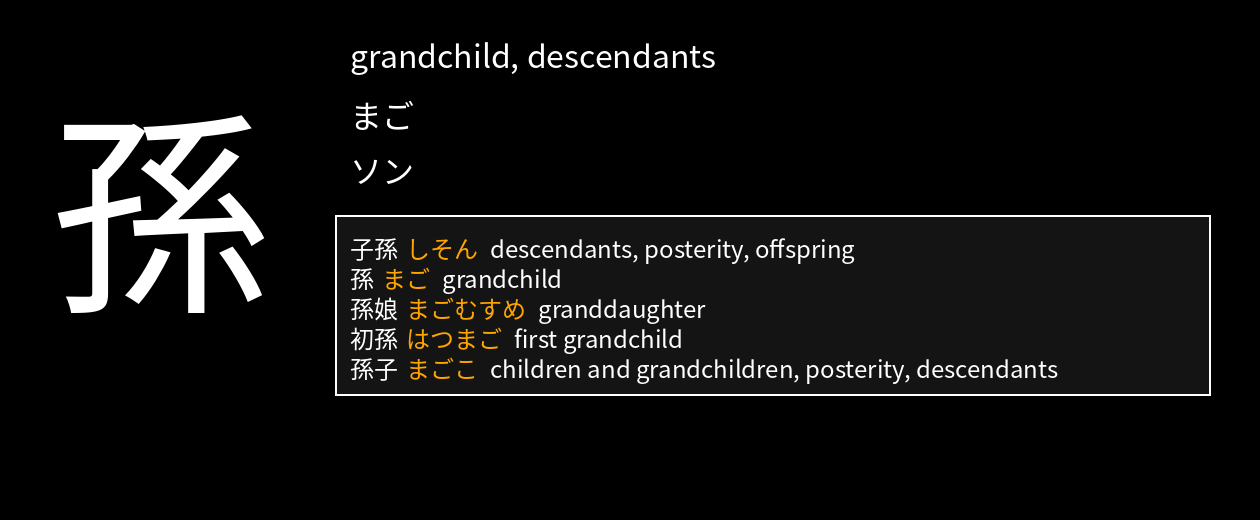 孫
grandchild, descendants
まご
ソン
子孫 しそん descendants, posterity, offspring
孫 まご grandchild
孫娘 まごむすめ granddaughter
初孫 はつまご first grandchild
孫子 まごこ children and grandchildren, posterity, descendants